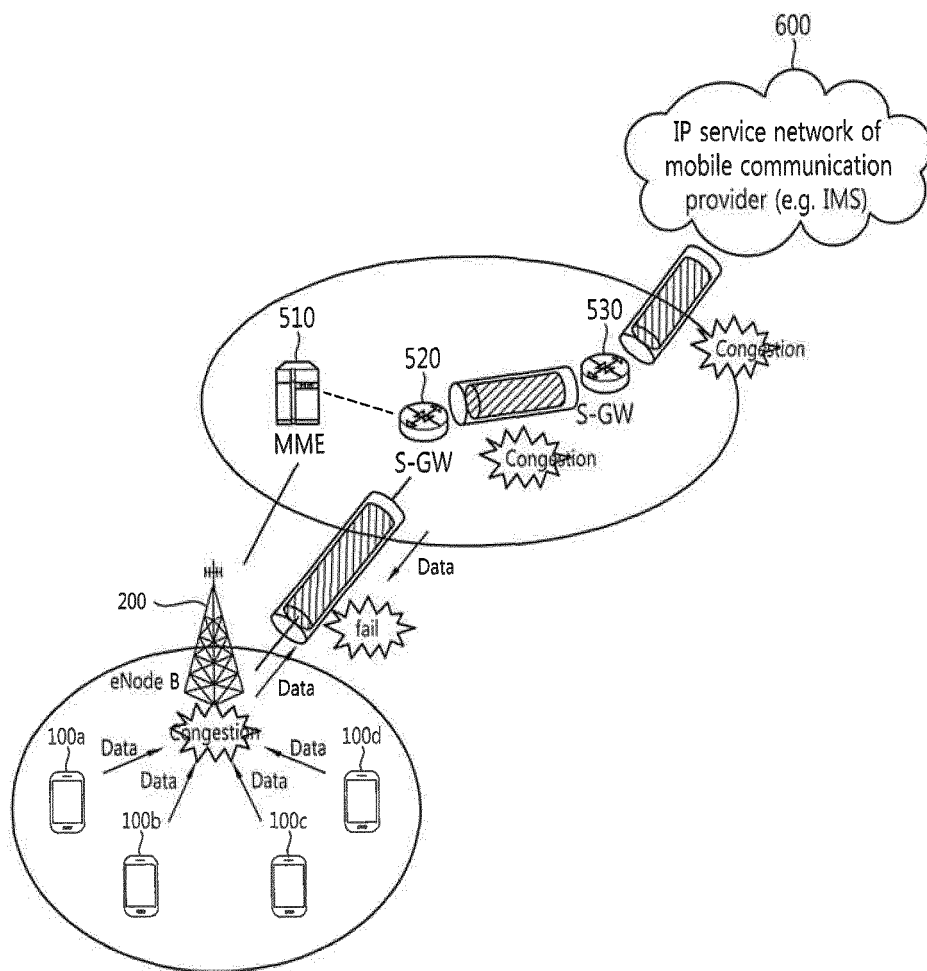 600
IP service network of
mobile communication
provider (e.g. IMS)
510
530
520
Congestion
MME
S-GW
S-GW
Congestion
Data
200
fail
eNode B
Data
Congestion
100a
100d
Data
Data
Data
Data
100b
100c